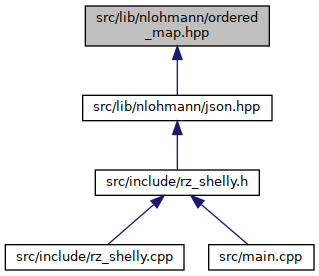 src/lib/nlohmann/ordered
_map.hpp
src/lib/nlohmann/json.hpp
src/include/rz_shelly.h
src/include/rz_shelly.cpp
src/main.cpp